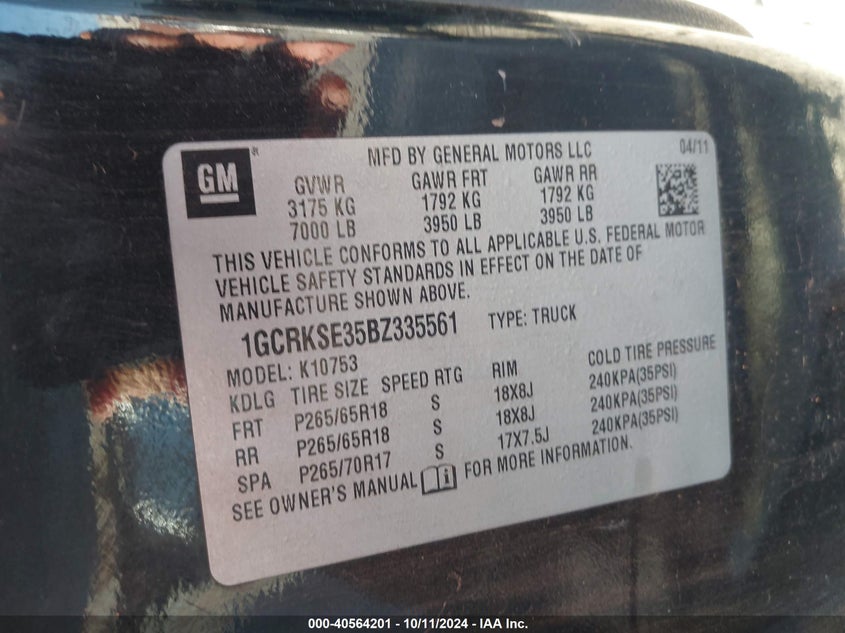 GM
MFD BY GENERAL MOTORS LLC 04/11
GVWR GAWR FRT GAWR RR
3175 KG 1792 KG 1792 KG
7000 LB 3950 LB 3950 LB
THIS VEHICLE CONFORMS TO ALL APPLICABLE U.S. FEDERAL MOTOR
VEHICLE SAFETY STANDARDS IN EFFECT ON THE DATE OF
MANUFACTURE SHOWN ABOVE.
1GCRKSE35BZ335561 TYPE: TRUCK
MODEL: K10753
KDLG TIRE SIZE SPEED RTG RIM COLD TIRE PRESSURE
FRT P265/65R18 S 18X8J 240KPA(35PSI)
RR P265/65R18 S 18X8J 240KPA(35PSI)
SPA P265/70R17 S 17X7.5J 240KPA(35PSI)
SEE OWNER'S MANUAL FOR MORE INFORMATION.
000-40564201 - 10/11/2024 - IAA Inc.